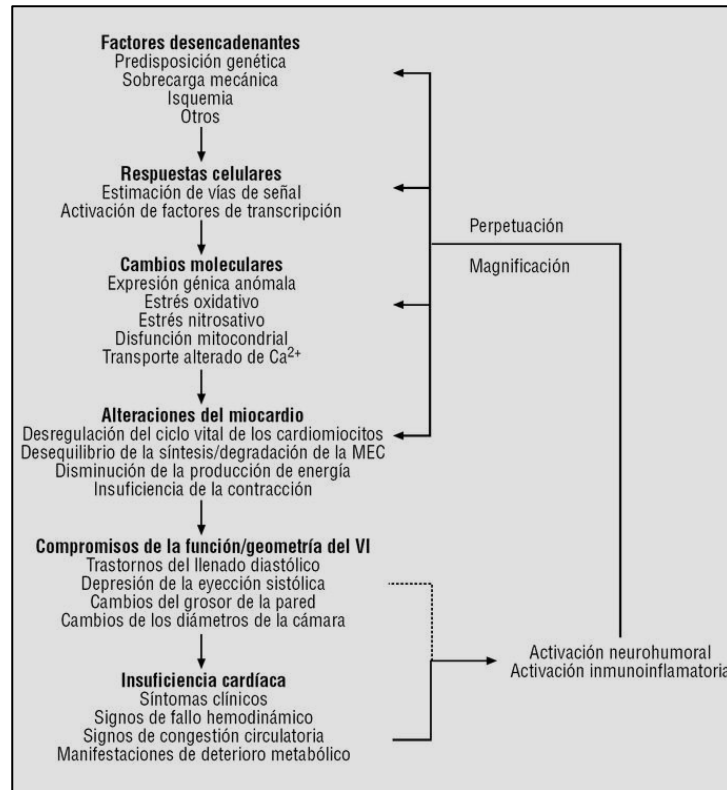 Factores desencadenantes
Predisposición genética
Sobrecarga mecánica
Isquemia
Otros
Respuestas celulares
Estimación de vías de señal
Activación de factores de transcripción
Cambios moleculares
Expresión génica anómala
Estrés oxidativo
Estrés nitrosativo
Disfunción mitocondrial
Transporte alterado de Ca²⁺
Alteraciones del miocardio
Desregulación del ciclo vital de los cardiomiocitos
Desequilibrio de la síntesis/degradación de la MEC
Disminución de la producción de energía
Insuficiencia de la contracción
Compromisos de la función/geometría del VI
Trastornos del llenado diastólico
Depresión de la eyección sistólica
Cambios del grosor de la pared
Cambios de los diámetros de la cámara
Insuficiencia cardíaca
Síntomas clínicos
Signos de fallo hemodinámico
Signos de congestión circulatoria
Manifestaciones de deterioro metabólico
Perpetuación
Magnificación
Activación neurohumoral
Activación inmunoinflamatoria